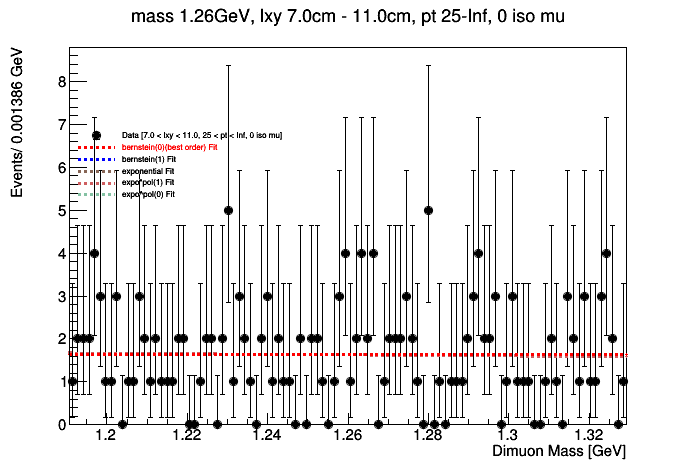 mass 1.26GeV, lxy 7.0cm - 11.0cm, pt 25-Inf, 0 iso mu
Events/ 0.001386 GeV
8
7
6
5
4
3
2
1
0
Data [7.0 < lxy < 11.0, 25 < pt < Inf, 0 iso mu]
bernstein(0)(best order) Fit
bernstein(1) Fit
exponential Fit
expo*pol(1) Fit
expo*pol(0) Fit
1.2 1.22 1.24 1.26 1.28 1.3 1.32
Dimuon Mass [GeV]